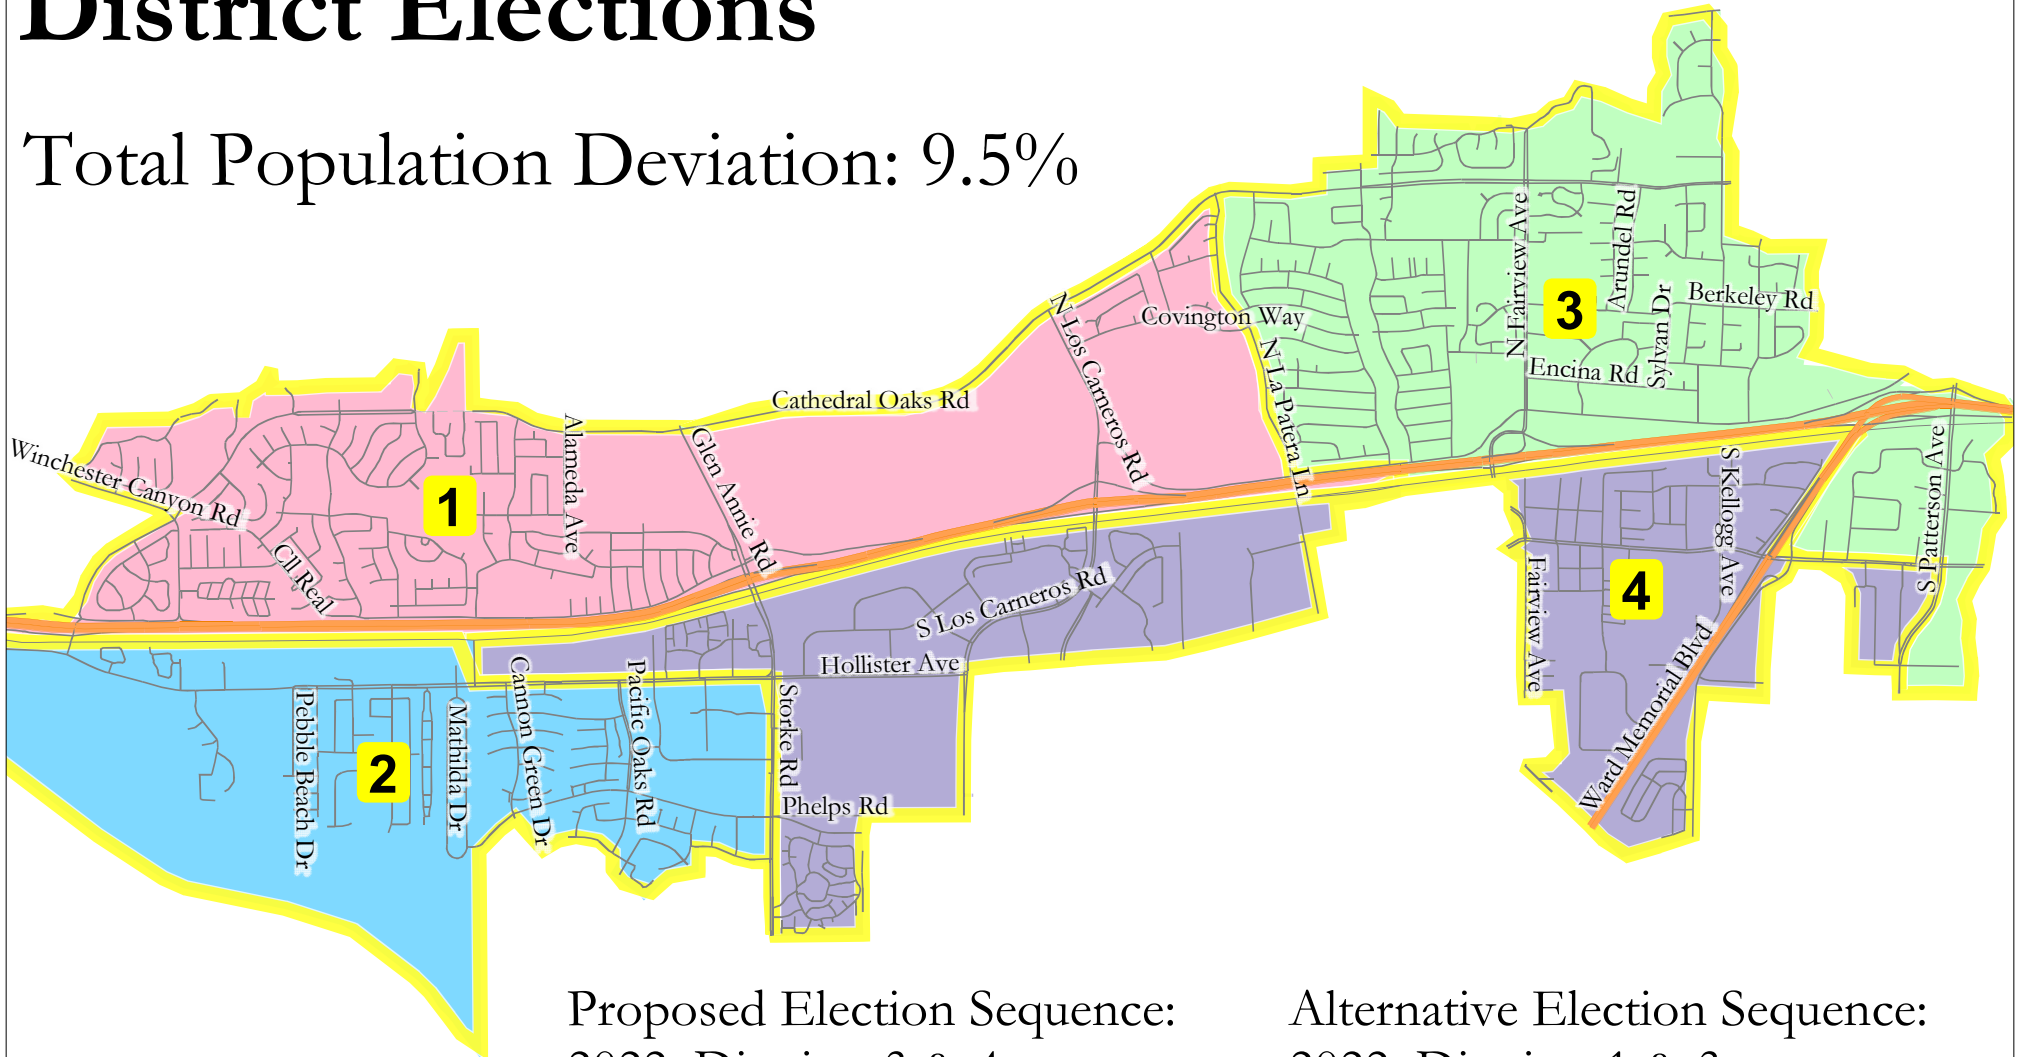 District Elections
Total Population Deviation: 9.5%
N Fairview Ave
Arundel Rd
3
Sylvan Dr
Berkeley Rd
Encina Rd
Covington Way
N Los Carneros Rd
N La Patera Ln
Cathedral Oaks Rd
Alameda Ave
Glen Annie Rd
Winchester Canyon Rd
1
Cll Real
S Kellogg Ave
S Patterson Ave
Fairview Ave
4
Ward Memorial Blvd
S Los Carneros Rd
Hollister Ave
Cannon Green Dr
Pacific Oaks Rd
Storke Rd
Pebble Beach Dr
Mathilda Dr
2
Phelps Rd
Proposed Election Sequence:
Alternative Election Sequence: